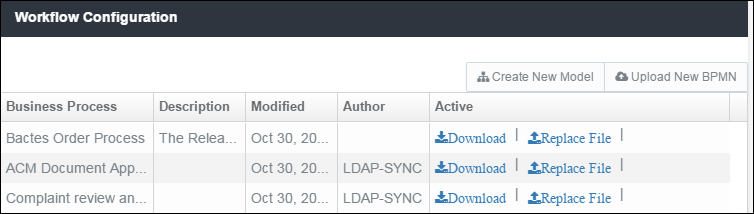 Workflow Configuration
Create New Model Upload New BPMN
Business Process Description Modified Author Active
Bactes Order Process The Relea... Oct 30, 20... Download | Replace File |
ACM Document App... Oct 30, 20... LDAP-SYNC Download | Replace File |
Complaint review an... Oct 30, 20... LDAP-SYNC Download | Replace File |